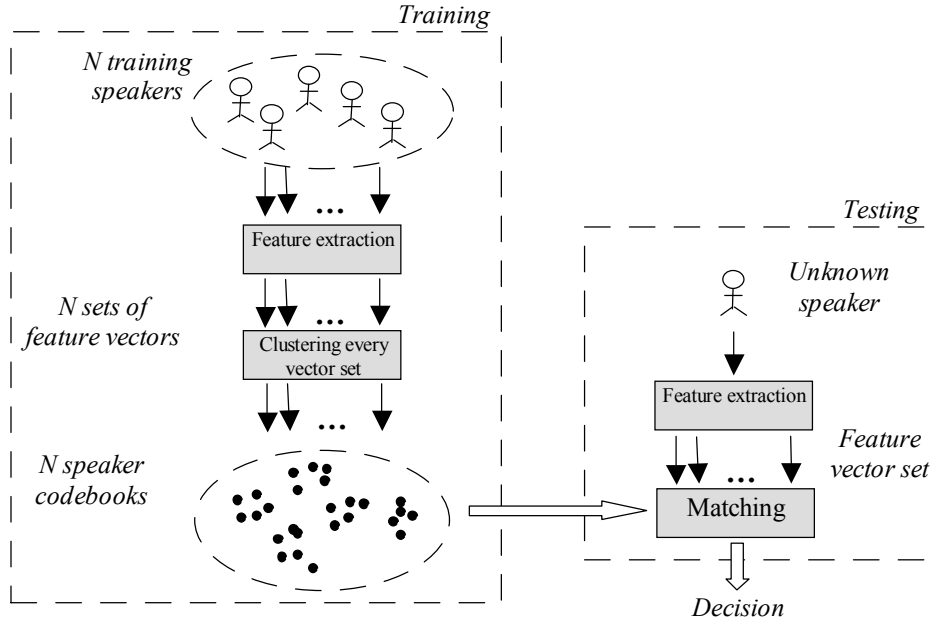 Training
N training
speakers
...
Feature extraction
N sets of
feature vectors
...
Clustering every
vector set
...
N speaker
codebooks
Testing
Unknown
speaker
Feature extraction
Feature
vector set
...
Matching
Decision